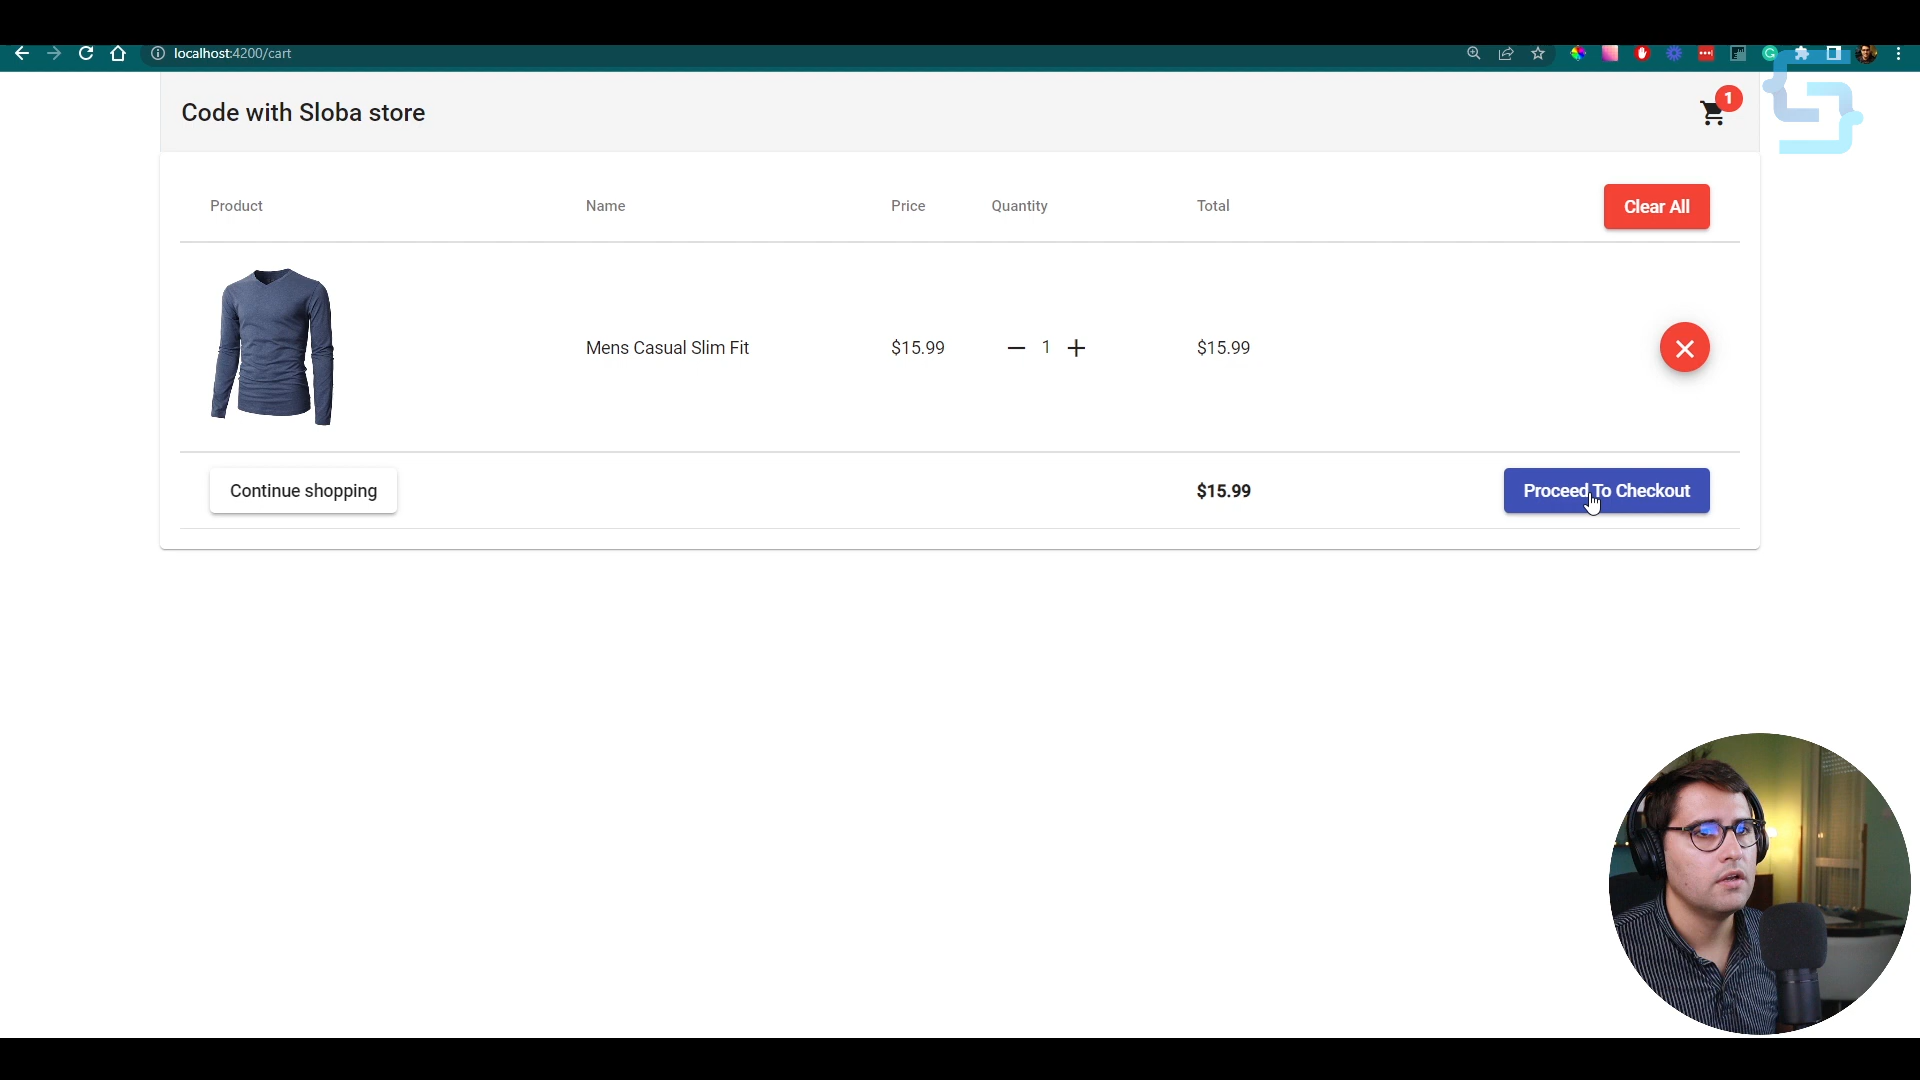 localhost:4200/cart
Code with Sloba store
1
Product Name Price Quantity Total Clear All
Mens Casual Slim Fit $15.99 1 $15.99
Continue shopping $15.99 Proceed To Checkout